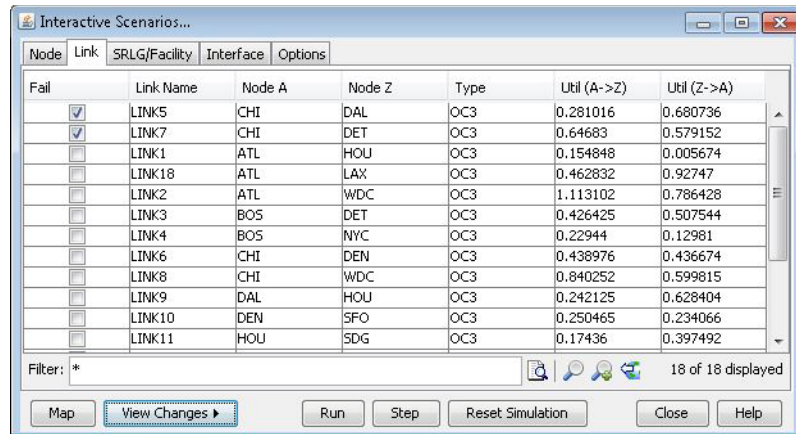 Interactive Scenarios...
Node Link SRLG/Facility Interface Options
Fail Link Name Node A Node Z Type Util (A->Z) Util (Z->A)
LINK5 CHI DAL OC3 0.281016 0.680736
LINK7 CHI DET OC3 0.64683 0.579152
LINK1 ATL HOU OC3 0.154848 0.005674
LINK18 ATL LAX OC3 0.462832 0.92747
LINK2 ATL WDC OC3 1.113102 0.786428
LINK3 BOS DET OC3 0.426425 0.507544
LINK4 BOS NYC OC3 0.22944 0.12981
LINK6 CHI DEN OC3 0.438976 0.436674
LINK8 CHI WDC OC3 0.840252 0.599815
LINK9 DAL HOU OC3 0.242125 0.628404
LINK10 DEN SFO OC3 0.250465 0.234066
LINK11 HOU SDG OC3 0.17436 0.397492
Filter: * 18 of 18 displayed
Map View Changes Run Step Reset Simulation Close Help